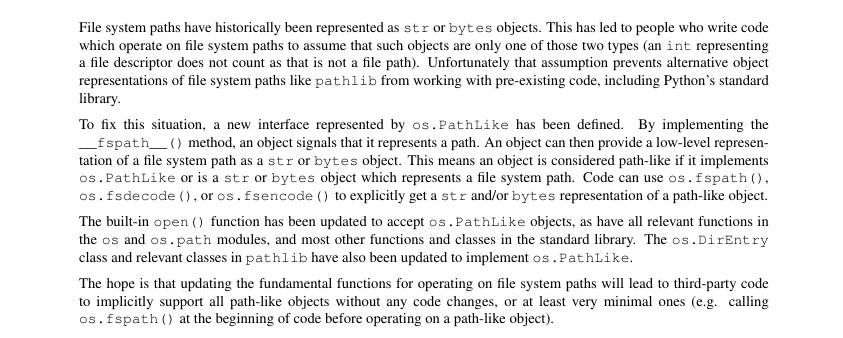 File system paths have historically been represented as str or bytes objects. This has led to people who write code
which operate on file system paths to assume that such objects are only one of those two types (an int representing
a file descriptor does not count as that is not a file path). Unfortunately that assumption prevents alternative object
representations of file system paths like pathlib from working with pre-existing code, including Python's standard
library.
To fix this situation, a new interface represented by os.PathLike has been defined. By implementing the
__fspath__() method, an object signals that it represents a path. An object can then provide a low-level represen-
tation of a file system path as a str or bytes object. This means an object is considered path-like if it implements
os.PathLike or is a str or bytes object which represents a file system path. Code can use os.fspath(),
os.fsdecode(), or os.fsencode() to explicitly get a str and/or bytes representation of a path-like object.
The built-in open() function has been updated to accept os.PathLike objects, as have all relevant functions in
the os and os.path modules, and most other functions and classes in the standard library. The os.DirEntry
class and relevant classes in pathlib have also been updated to implement os.PathLike.
The hope is that updating the fundamental functions for operating on file system paths will lead to third-party code
to implicitly support all path-like objects without any code changes, or at least very minimal ones (e.g. calling
os.fspath() at the beginning of code before operating on a path-like object).